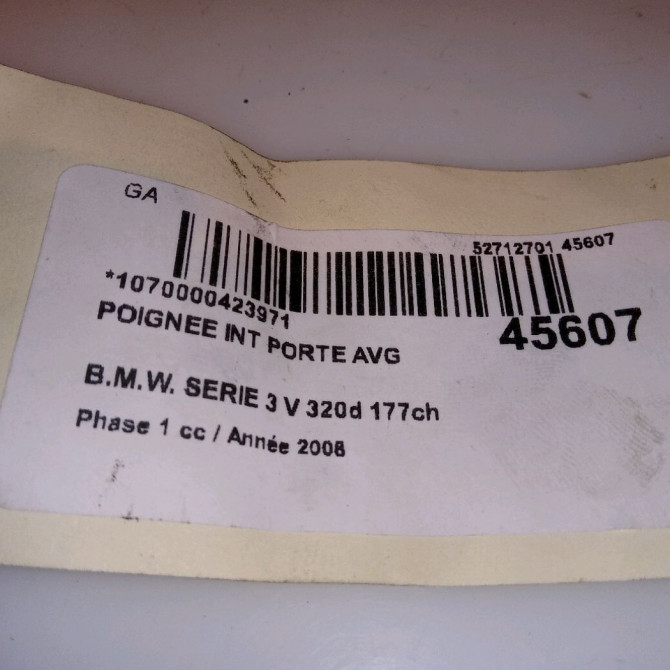 GA
52712701 45607
*1070000423971
45607
POIGNEE INT PORTE AVG
B.M.W. SERIE 3 V 320d 177ch
Phase 1 cc / Année 2008